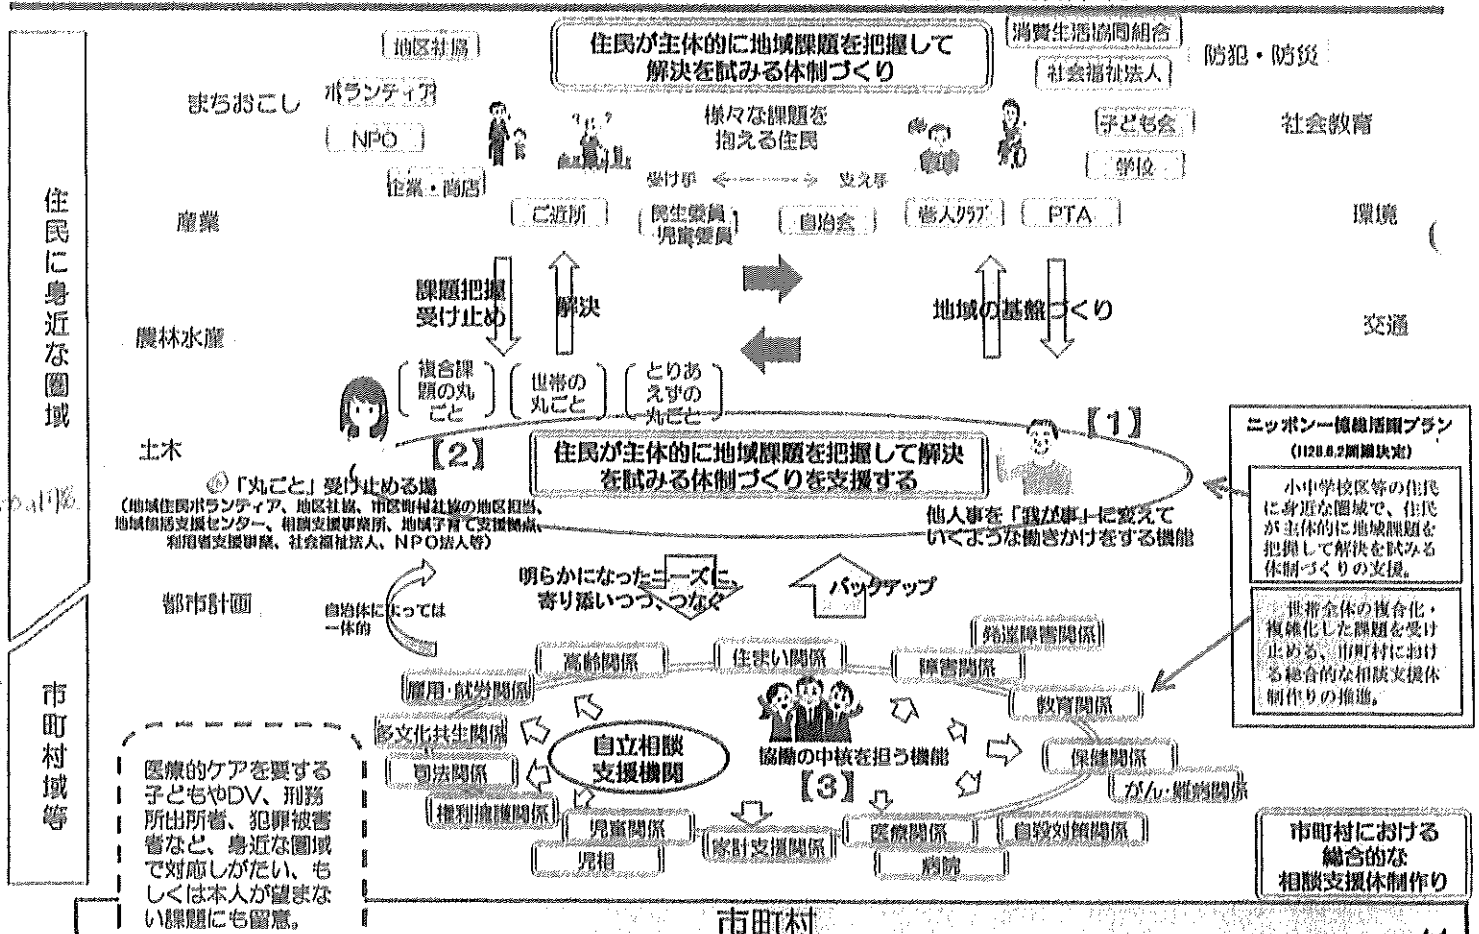 住民が主体的に地域課題を把握して
解決を試みる体制づくり
地区社協
消費生活協同組合
社会福祉法人
防犯・防災
まちおこし
ボランティア
NPO
企業・商店
様々な課題を
抱える住民
受け手
支え手
子ども会
学校
社会教育
産業
ご近所
民生委員
児童委員
自治会
老人クラブ
PTA
環境
住民に身近な圏域
課題把握
受け止め
解決
地域の基盤づくり
農林水産
交通
複合課
題の丸
ごと
世帯の
丸ごと
とりあ
えずの
丸ごと
【1】
【2】
土木
住民が主体的に地域課題を把握して解決
を試みる体制づくりを支援する
「丸ごと」受け止める場
(地域住民ボランティア、地区社協、市区町村社協の地区担当、
地域包括支援センター、相談支援事業所、地域子育て支援拠点、
利用者支援事業、社会福祉法人、NPO法人等)
他人事を「我が事」に変えて
いくような働きかけをする機能
ニッポン一億総活躍プラン
(H28.6.2閣議決定)
小中学校区等の住民
に身近な圏域で、住民
が主体的に地域課題を
把握して解決を試みる
体制づくりの支援。
世帯全体の複合化・
複雑化した課題を受け
止める、市町村におけ
る総合的な相談支援体
制作りの推進。
都市計画
自治体によっては
一体的
明らかになったニーズに、
寄り添いつつ、つなぐ
バックアップ
市町村域等
高齢関係
住まい関係
障害関係
発達障害関係
雇用・就労関係
教育関係
多文化共生関係
保健関係
司法関係
がん・難病関係
権利擁護関係
自殺対策関係
児童関係
児相
家計支援関係
医療関係
病院
自立相談
支援機関
協働の中核を担う機能
【3】
医療的ケアを要する
子どもやDV、刑務
所出所者、犯罪被害
者など、身近な圏域
で対応しがたい、も
しくは本人が望まな
い課題にも留意。
市町村における
総合的な
相談支援体制作り
市町村